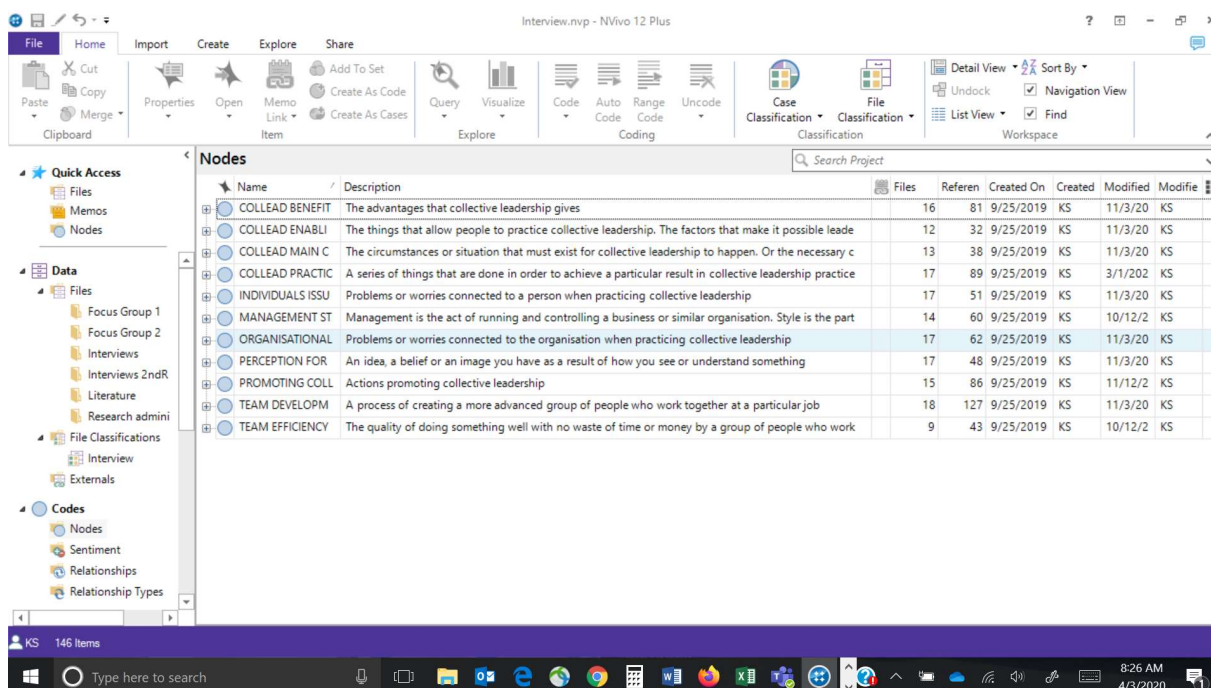 Interview.nvp - NVivo 12 Plus
?
File Home Import Create Explore Share
Paste
Cut
Copy
Merge
Clipboard
Properties
Open
Memo Link
Add To Set
Create As Code
Create As Cases
Item
Query
Visualize
Explore
Code
Auto Code
Range Code
Uncode
Coding
Case Classification
File Classification
Classification
Detail View
Sort By
Undock
Navigation View
List View
Find
Workspace
Quick Access
Files
Memos
Nodes
Data
Files
Focus Group 1
Focus Group 2
Interviews
Interviews 2ndR
Literature
Research admini
File Classifications
Interview
Externals
Codes
Nodes
Sentiment
Relationships
Relationship Types
Nodes
Search Project
Name Description Files Referen Created On Created Modified Modifie
COLLEAD BENEFIT The advantages that collective leadership gives 16 81 9/25/2019 KS 11/3/20 KS
COLLEAD ENABLI The things that allow people to practice collective leadership. The factors that make it possible leade 12 32 9/25/2019 KS 11/3/20 KS
COLLEAD MAIN C The circumstances or situation that must exist for collective leadership to happen. Or the necessary c 13 38 9/25/2019 KS 11/3/20 KS
COLLEAD PRACTIC A series of things that are done in order to achieve a particular result in collective leadership practice 17 89 9/25/2019 KS 3/1/202 KS
INDIVIDUALS ISSU Problems or worries connected to a person when practicing collective leadership 17 51 9/25/2019 KS 11/3/20 KS
MANAGEMENT ST Management is the act of running and controlling a business or similar organisation. Style is the part 14 60 9/25/2019 KS 10/12/2 KS
ORGANISATIONAL Problems or worries connected to the organisation when practicing collective leadership 17 62 9/25/2019 KS 11/3/20 KS
PERCEPTION FOR An idea, a belief or an image you have as a result of how you see or understand something 17 48 9/25/2019 KS 11/3/20 KS
PROMOTING COLL Actions promoting collective leadership 15 86 9/25/2019 KS 11/12/2 KS
TEAM DEVELOPM A process of creating a more advanced group of people who work together at a particular job 18 127 9/25/2019 KS 11/3/20 KS
TEAM EFFICIENCY The quality of doing something well with no waste of time or money by a group of people who work 9 43 9/25/2019 KS 10/12/2 KS
KS 146 Items
Type here to search
8:26 AM
4/3/2020